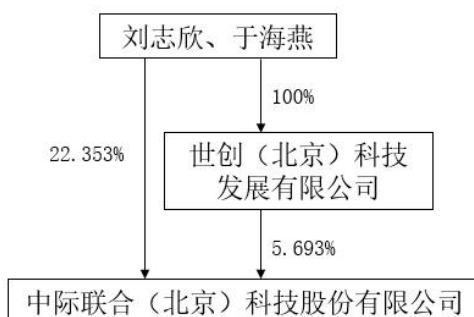 刘志欣、于海燕
100%
22.353%
世创（北京）科技
发展有限公司
5.693%
中际联合（北京）科技股份有限公司